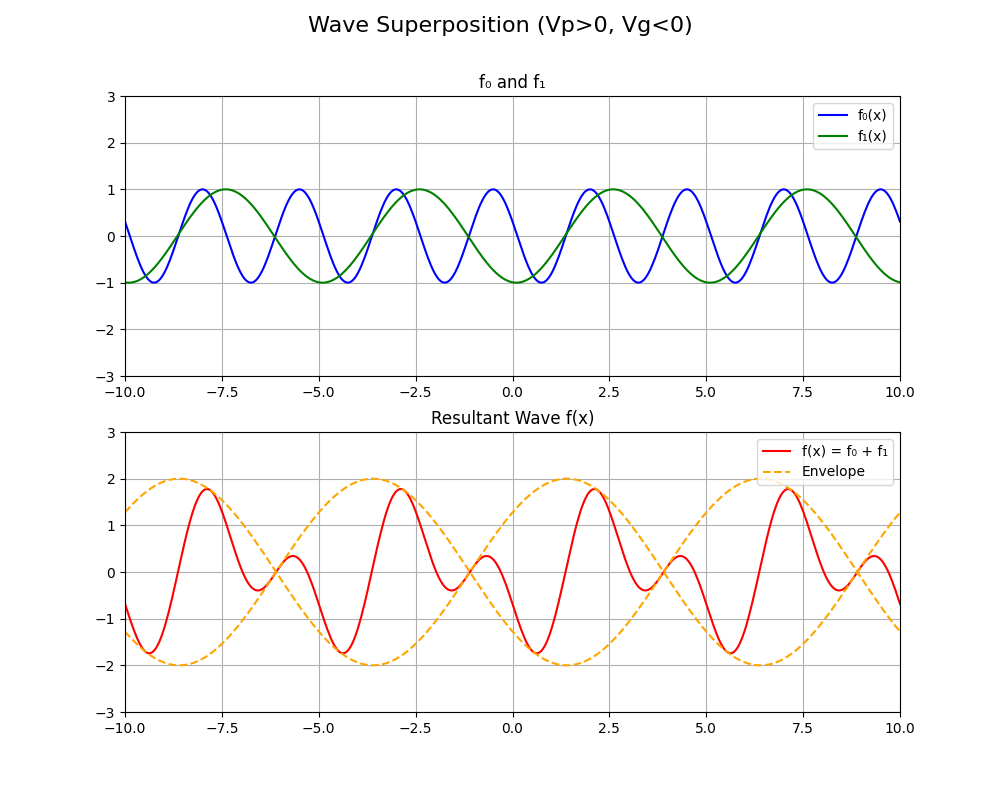 Wave Superposition (Vp>0, Vg<0)
f₀ and f₁
3
2
1
0
−1
−2
−3
f₀(x)
f₁(x)
−10.0 −7.5 −5.0 −2.5 0.0 2.5 5.0 7.5 10.0
Resultant Wave f(x)
3
2
1
0
−1
−2
−3
f(x) = f₀ + f₁
Envelope
−10.0 −7.5 −5.0 −2.5 0.0 2.5 5.0 7.5 10.0